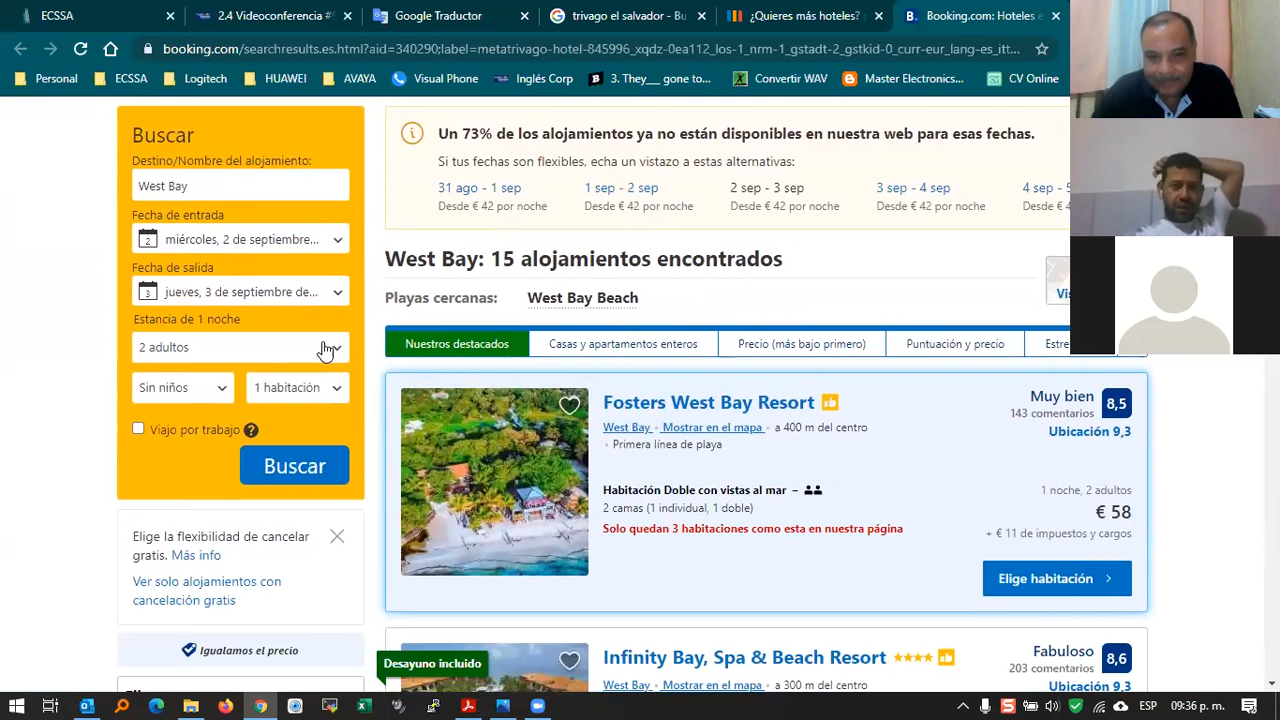 ECSSA
2.4 Videoconferencia #
Google Traductor
trivago el salvador - Bu
¿Quieres más hoteles?
Booking.com: Hoteles e
booking.com/searchresults.es.html?aid=340290;label=metatrivago-hotel-845996_xqdz-0ea112_los-1_nrm-1_gstadt-2_gstkid-0_curr-eur_lang-es_itt...
Personal
ECSSA
Logitech
HUAWEI
AVAYA
Visual Phone
Inglés Corp
3. They___ gone to...
Convertir WAV
Master Electronics...
CV Online
Buscar
Destino/Nombre del alojamiento:
West Bay
Fecha de entrada
2
miércoles, 2 de septiembre...
Fecha de salida
3
jueves, 3 de septiembre de...
Estancia de 1 noche
2 adultos
Sin niños
1 habitación
Viajo por trabajo
Buscar
Elige la flexibilidad de cancelar
gratis. Más info
Ver solo alojamientos con
cancelación gratis
Igualamos el precio
Un 73% de los alojamientos ya no están disponibles en nuestra web para esas fechas.
Si tus fechas son flexibles, echa un vistazo a estas alternativas:
31 ago - 1 sep
1 sep - 2 sep
2 sep - 3 sep
3 sep - 4 sep
Desde € 42 por noche
Desde € 42 por noche
Desde € 42 por noche
Desde € 42 por noche
West Bay: 15 alojamientos encontrados
Playas cercanas: West Bay Beach
Nuestros destacados
Casas y apartamentos enteros
Precio (más bajo primero)
Puntuación y precio
Fosters West Bay Resort
West Bay · Mostrar en el mapa · a 400 m del centro
· Primera línea de playa
Muy bien 8,5
143 comentarios
Ubicación 9,3
Habitación Doble con vistas al mar –
2 camas (1 individual, 1 doble)
Solo quedan 3 habitaciones como esta en nuestra página
1 noche, 2 adultos
€ 58
+ € 11 de impuestos y cargos
Elige habitación
Desayuno incluido
Infinity Bay, Spa & Beach Resort
West Bay · Mostrar en el mapa · a 300 m del centro
Fabuloso 8,6
203 comentarios
Ubicación 9,3
ESP
09:36 p. m.